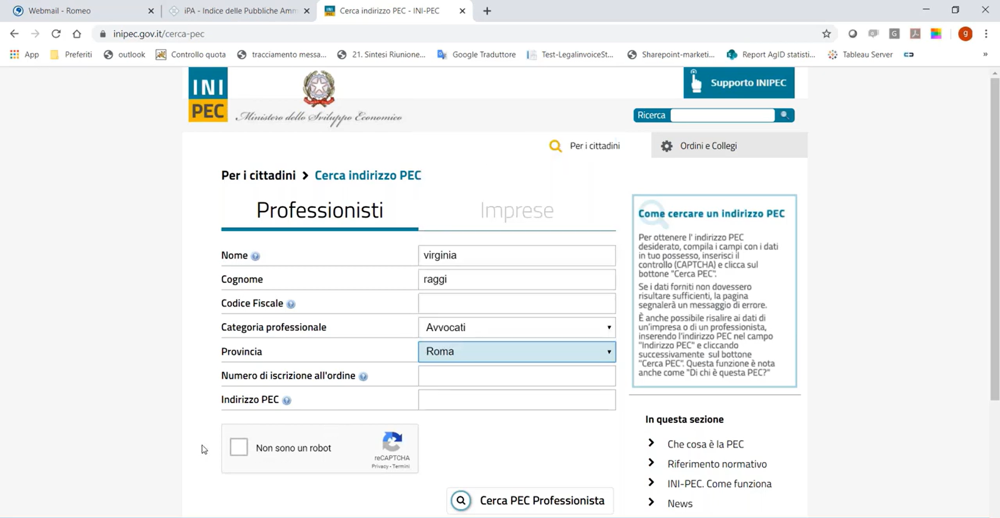 Webmail - Romeo
iPA - Indice delle Pubbliche Amm
Cerca indirizzo PEC - INI-PEC
inipec.gov.it/cerca-pec
G
g
App
Preferiti
outlook
Controllo quota
tracciamento messa...
21. Sintesi Riunione...
Google Traduttore
Test-LegalinvoiceSt...
Sharepoint-marketi...
Report AgID statisti...
Tableau Server
»
INI
PEC
Ministero dello Sviluppo Economico
Supporto INIPEC
Ricerca
Per i cittadini
Ordini e Collegi
Per i cittadini > Cerca indirizzo PEC
Professionisti
Imprese
Nome
virginia
Cognome
raggi
Codice Fiscale
Categoria professionale
Avvocati
Provincia
Roma
Numero di iscrizione all'ordine
Indirizzo PEC
Non sono un robot
reCAPTCHA
Privacy - Termini
Cerca PEC Professionista
Come cercare un indirizzo PEC
Per ottenere l' indirizzo PEC
desiderato, compila i campi con i dati
in tuo possesso, inserisci il
controllo (CAPTCHA) e clicca sul
bottone "Cerca PEC".
Se i dati forniti non dovessero
risultare sufficienti, la pagina
segnalerà un messaggio di errore.
È anche possibile risalire ai dati di
un'impresa o di un professionista,
inserendo l'indirizzo PEC nel campo
"Indirizzo PEC" e cliccando
successivamente sul bottone
"Cerca PEC". Questa funzione è nota
anche come "Di chi è questa PEC?"
In questa sezione
Che cosa è la PEC
Riferimento normativo
INI-PEC. Come funziona
News